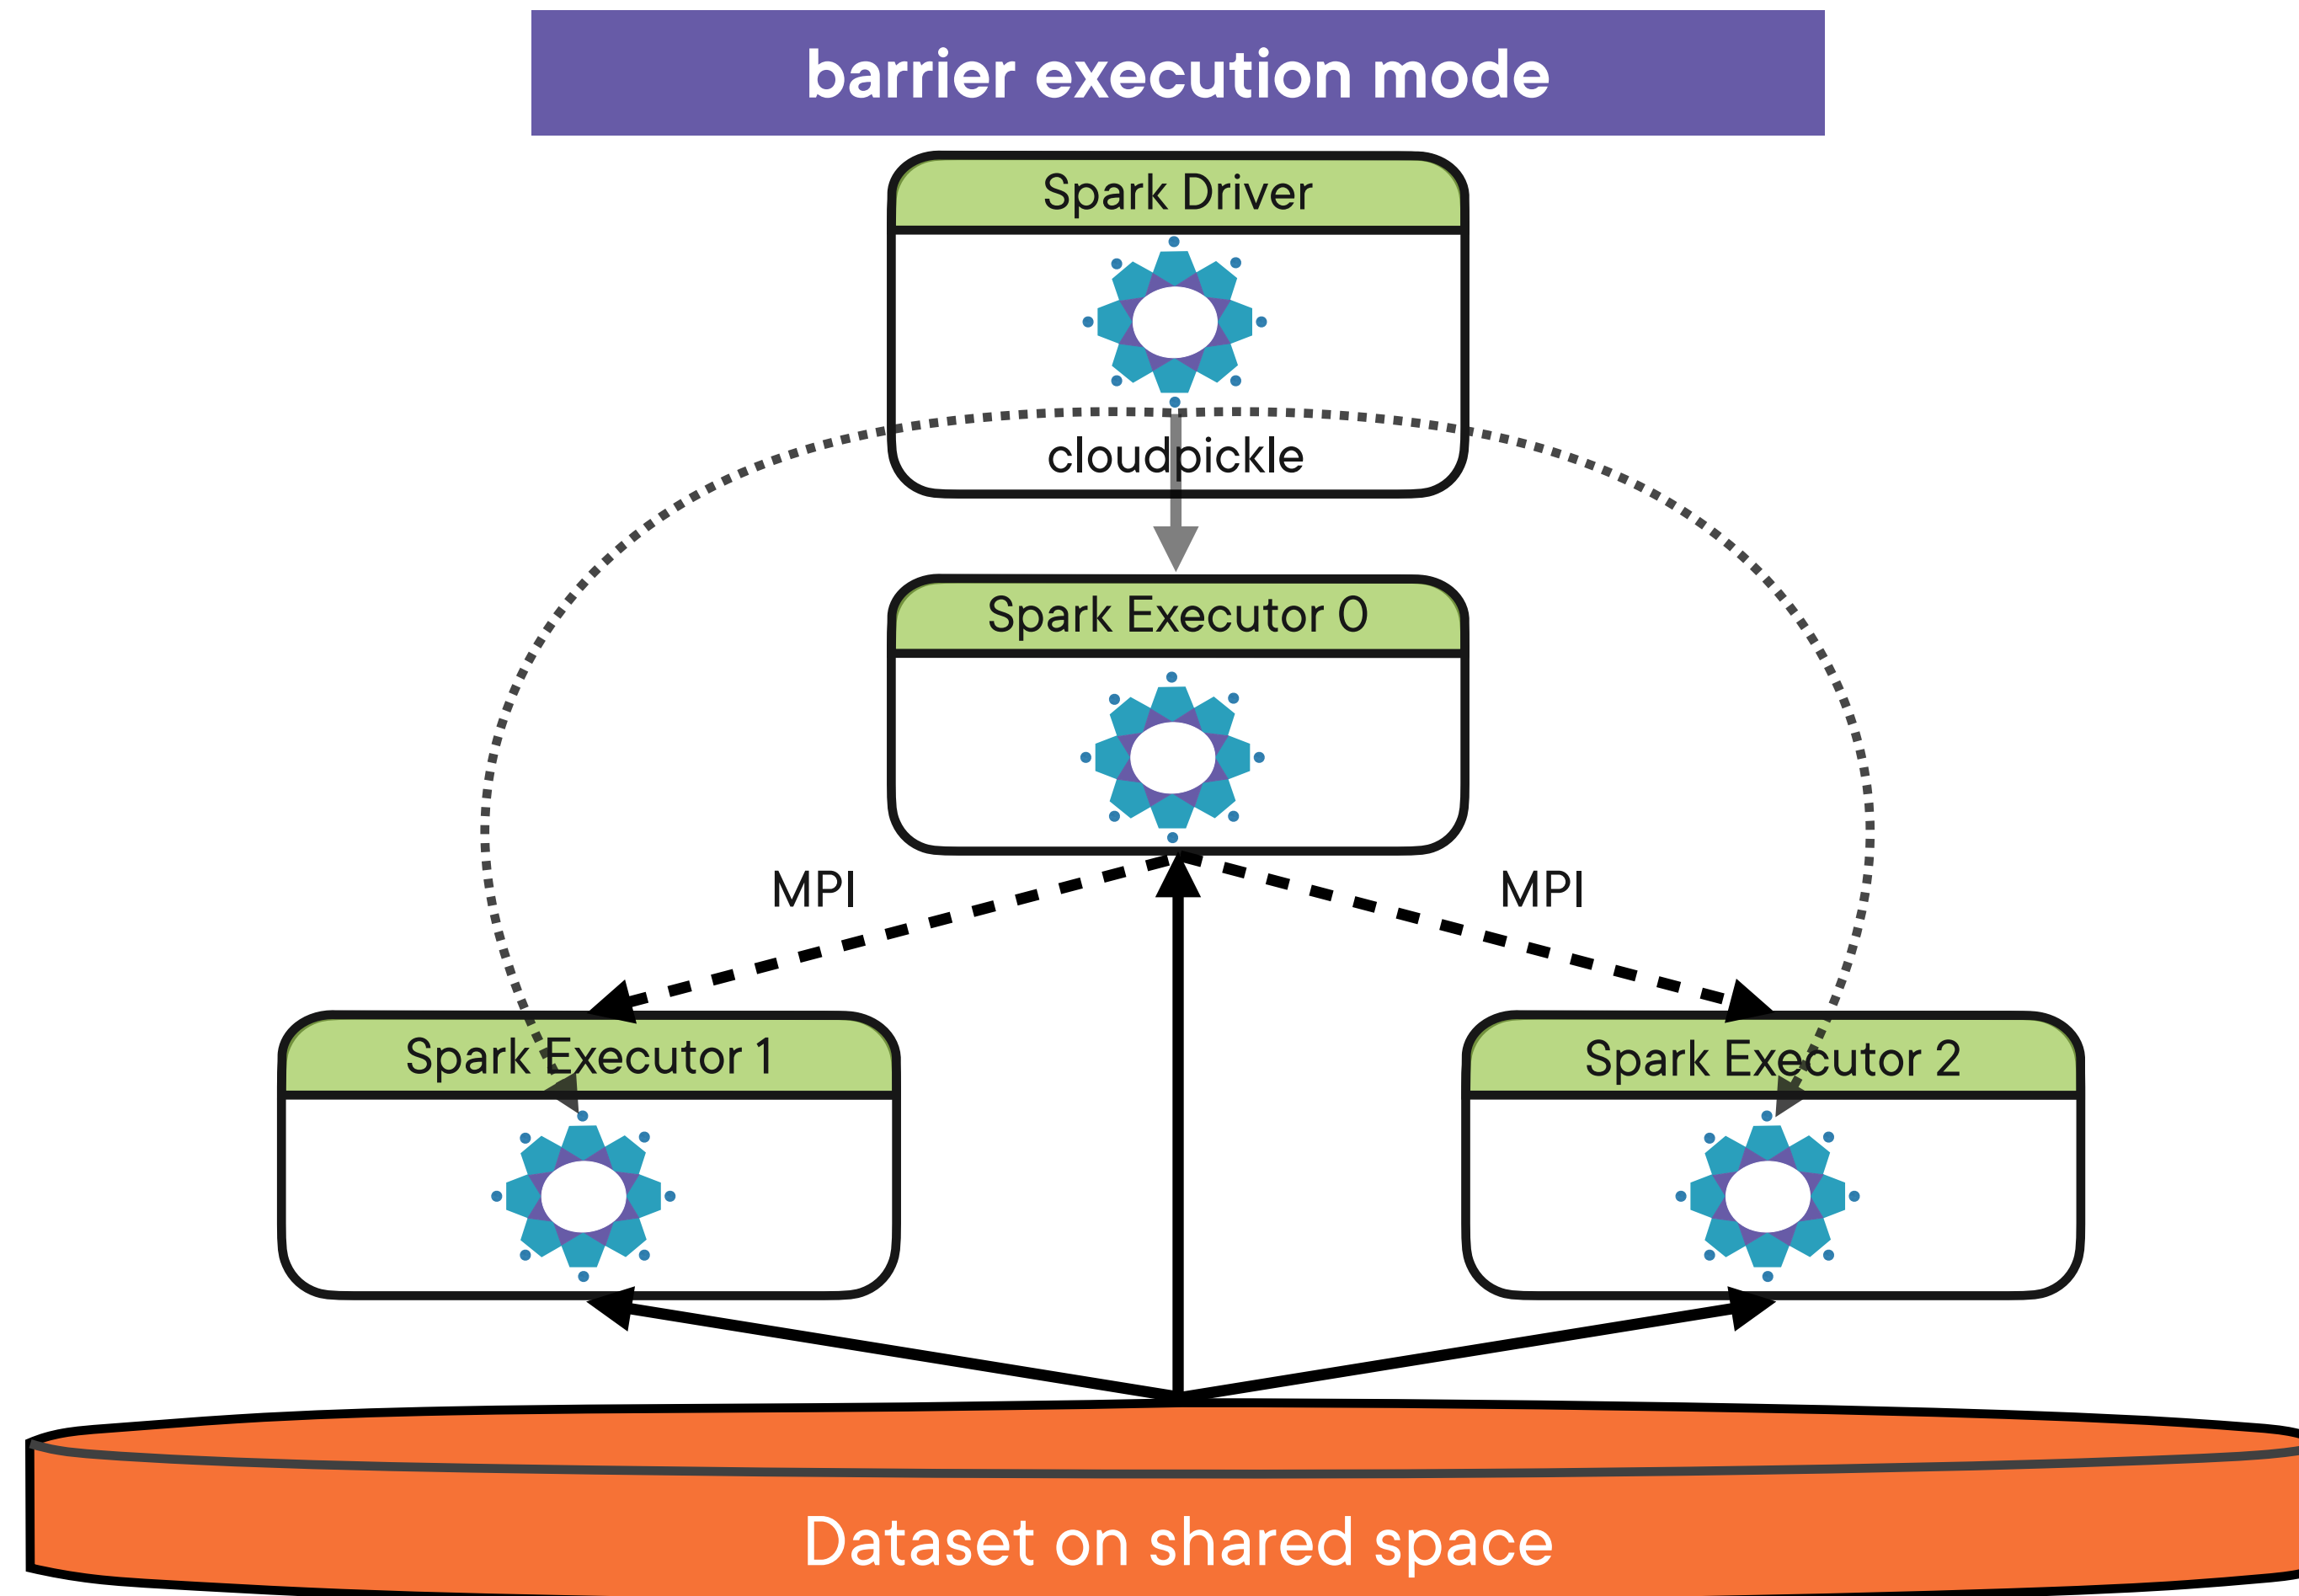 barrier execution mode
Spark Driver
cloudpickle
Spark Executor 0
MPI
MPI
Spark Executor 1
Spark Executor 2
Dataset on shared space